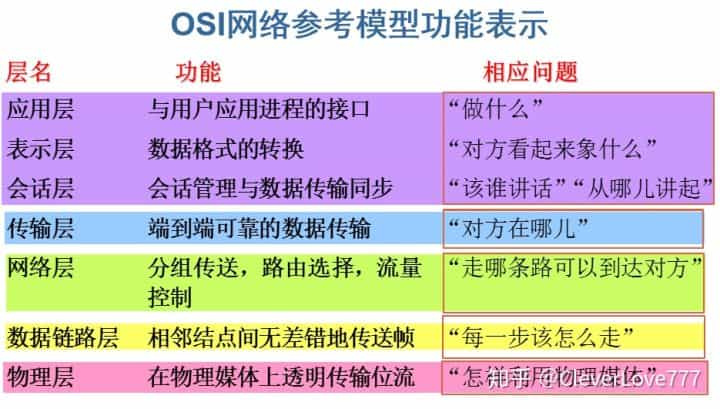 OSI网络参考模型功能表示
层名 功能 相应问题
应用层 与用户应用进程的接口 “做什么”
表示层 数据格式的转换 “对方看起来象什么”
会话层 会话管理与数据传输同步 “该谁讲话”“从哪儿讲起”
传输层 端到端可靠的数据传输 “对方在哪儿”
网络层 分组传送，路由选择，流量 “走哪条路可以到达对方”
控制
数据链路层 相邻结点间无差错地传送帧 “每一步该怎么走”
物理层 在物理媒体上透明传输位流 “怎样利用物理媒体”
知乎 @CleverLove777